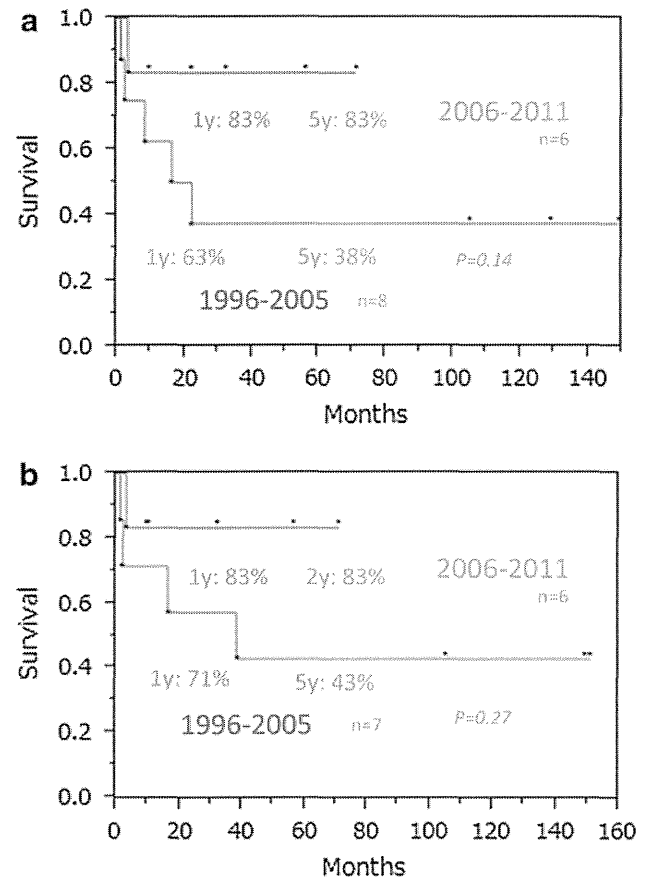 a
1.0
0.8
0.6
0.4
0.2
0.0
Survival
1y: 83% 5y: 83%
2006-2011
n=6
1y: 63% 5y: 38%
P=0.14
1996-2005 n=8
0 20 40 60 80 100 120 140
Months
b
1.0
0.8
0.6
0.4
0.2
0.0
Survival
1y: 83% 2y: 83%
2006-2011
n=6
1y: 71% 5y: 43%
P=0.27
1996-2005 n=7
0 20 40 60 80 100 120 140 160
Months